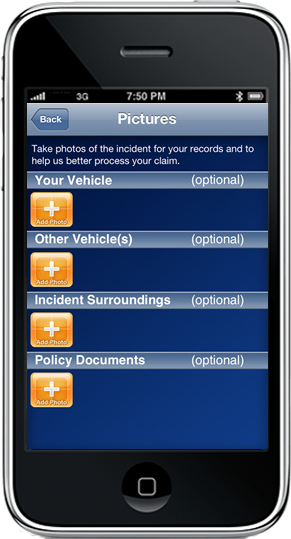 3G 7:50 PM
Back
Pictures
Take photos of the incident for your records and to
help us better process your claim.
Your Vehicle (optional)
Add Photo
Other Vehicle(s) (optional)
Add Photo
Incident Surroundings (optional)
Add Photo
Policy Documents (optional)
Add Photo